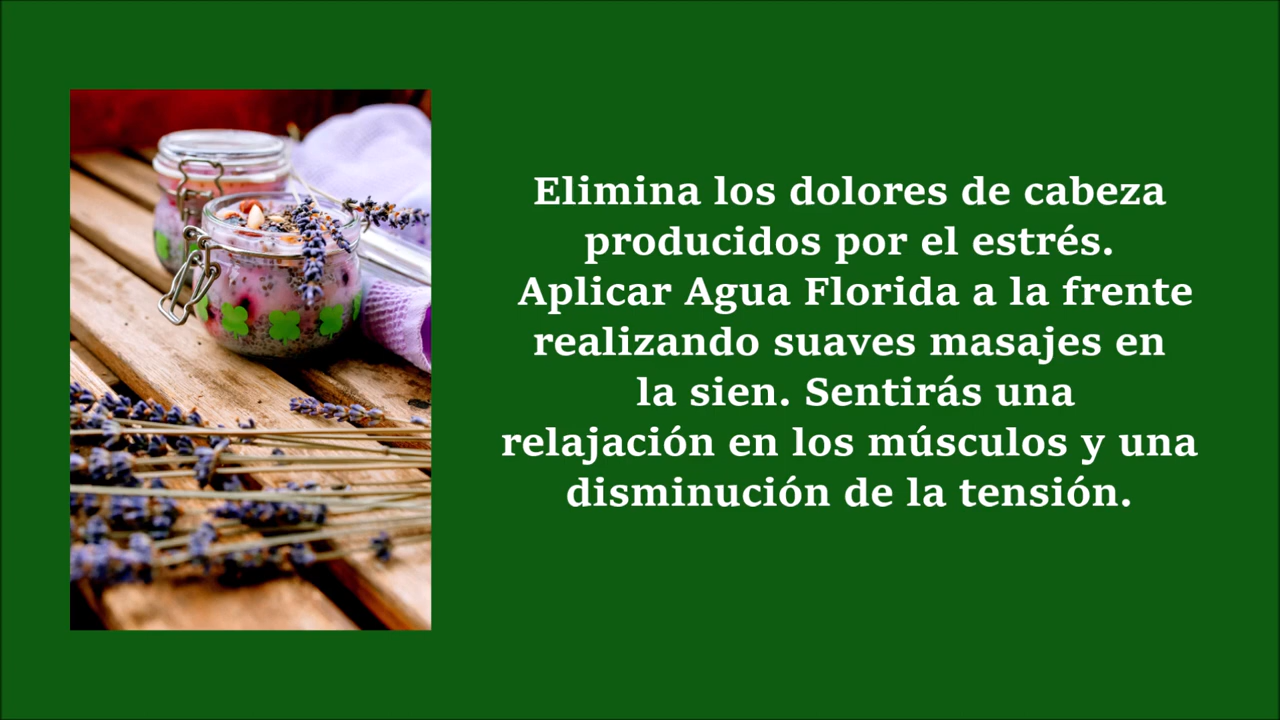 Elimina los dolores de cabeza
producidos por el estrés.
Aplicar Agua Florida a la frente
realizando suaves masajes en
la sien. Sentirás una
relajación en los músculos y una
disminución de la tensión.